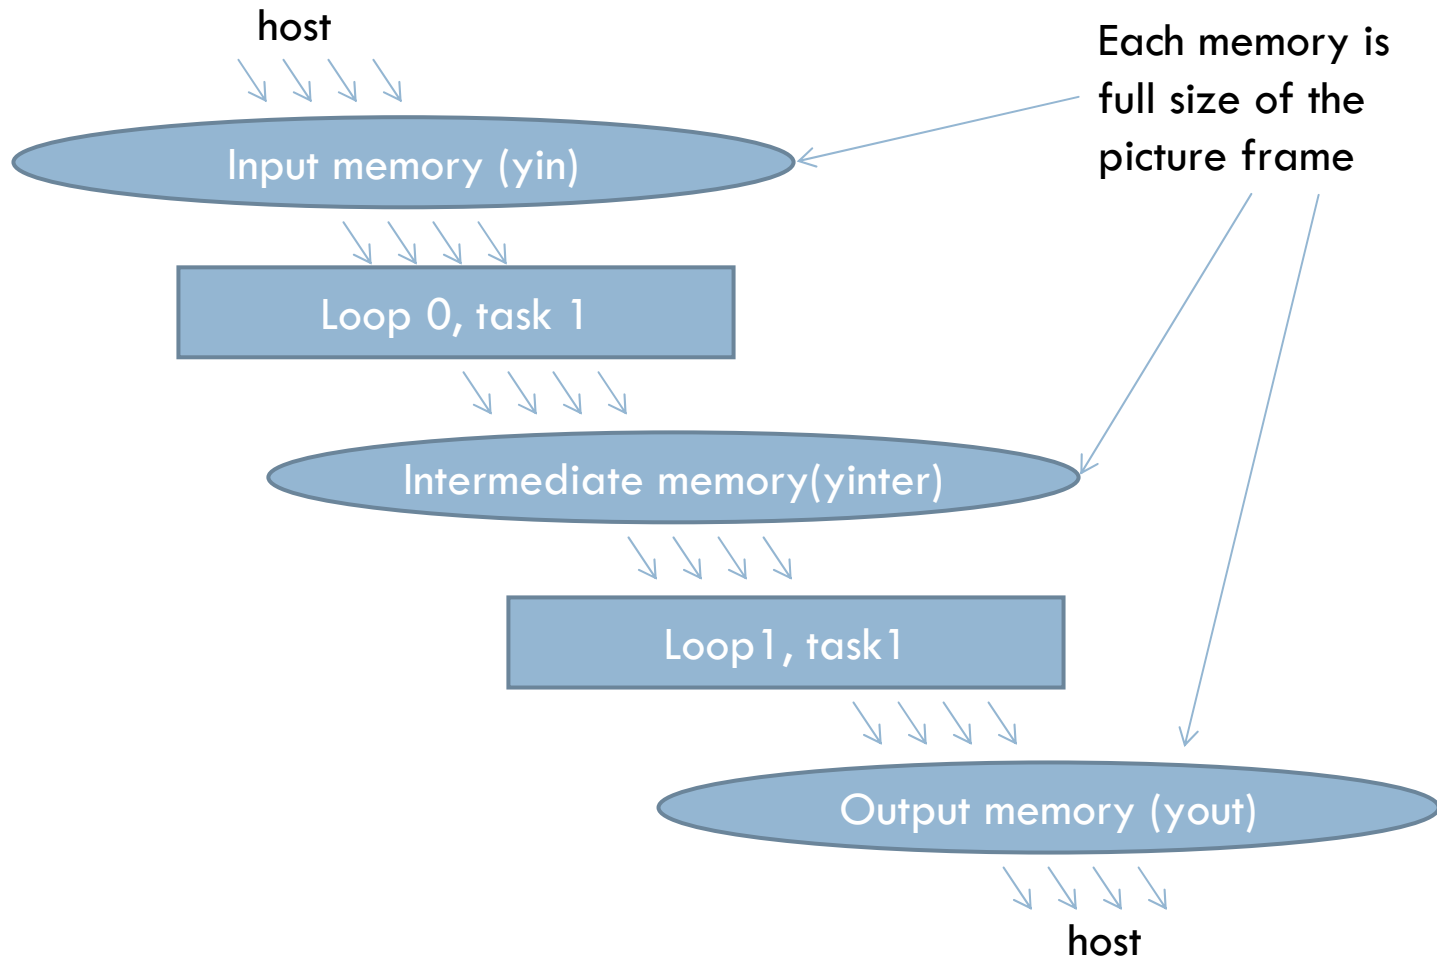 host
Each memory is
full size of the
picture frame
Input memory (yin)
Loop 0, task 1
Intermediate memory(yinter)
Loop1, task1
Output memory (yout)
host